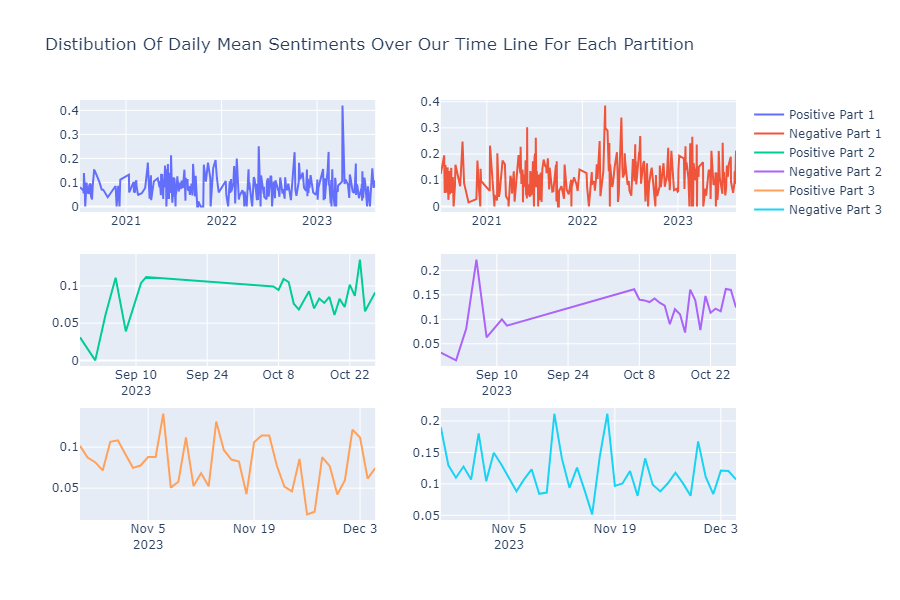 Distibution Of Daily Mean Sentiments Over Our Time Line For Each Partition
0.4
0.3
0.2
0.1
0
2021
2022
2023
0.4
0.3
0.2
0.1
0
2021
2022
2023
Positive Part 1
Negative Part 1
Positive Part 2
Negative Part 2
Positive Part 3
Negative Part 3
0.1
0.05
0
Sep 10
2023
Sep 24
Oct 8
Oct 22
0.2
0.15
0.1
0.05
Sep 10
2023
Sep 24
Oct 8
Oct 22
0.1
0.05
Nov 5
2023
Nov 19
Dec 3
0.2
0.15
0.1
0.05
Nov 5
2023
Nov 19
Dec 3